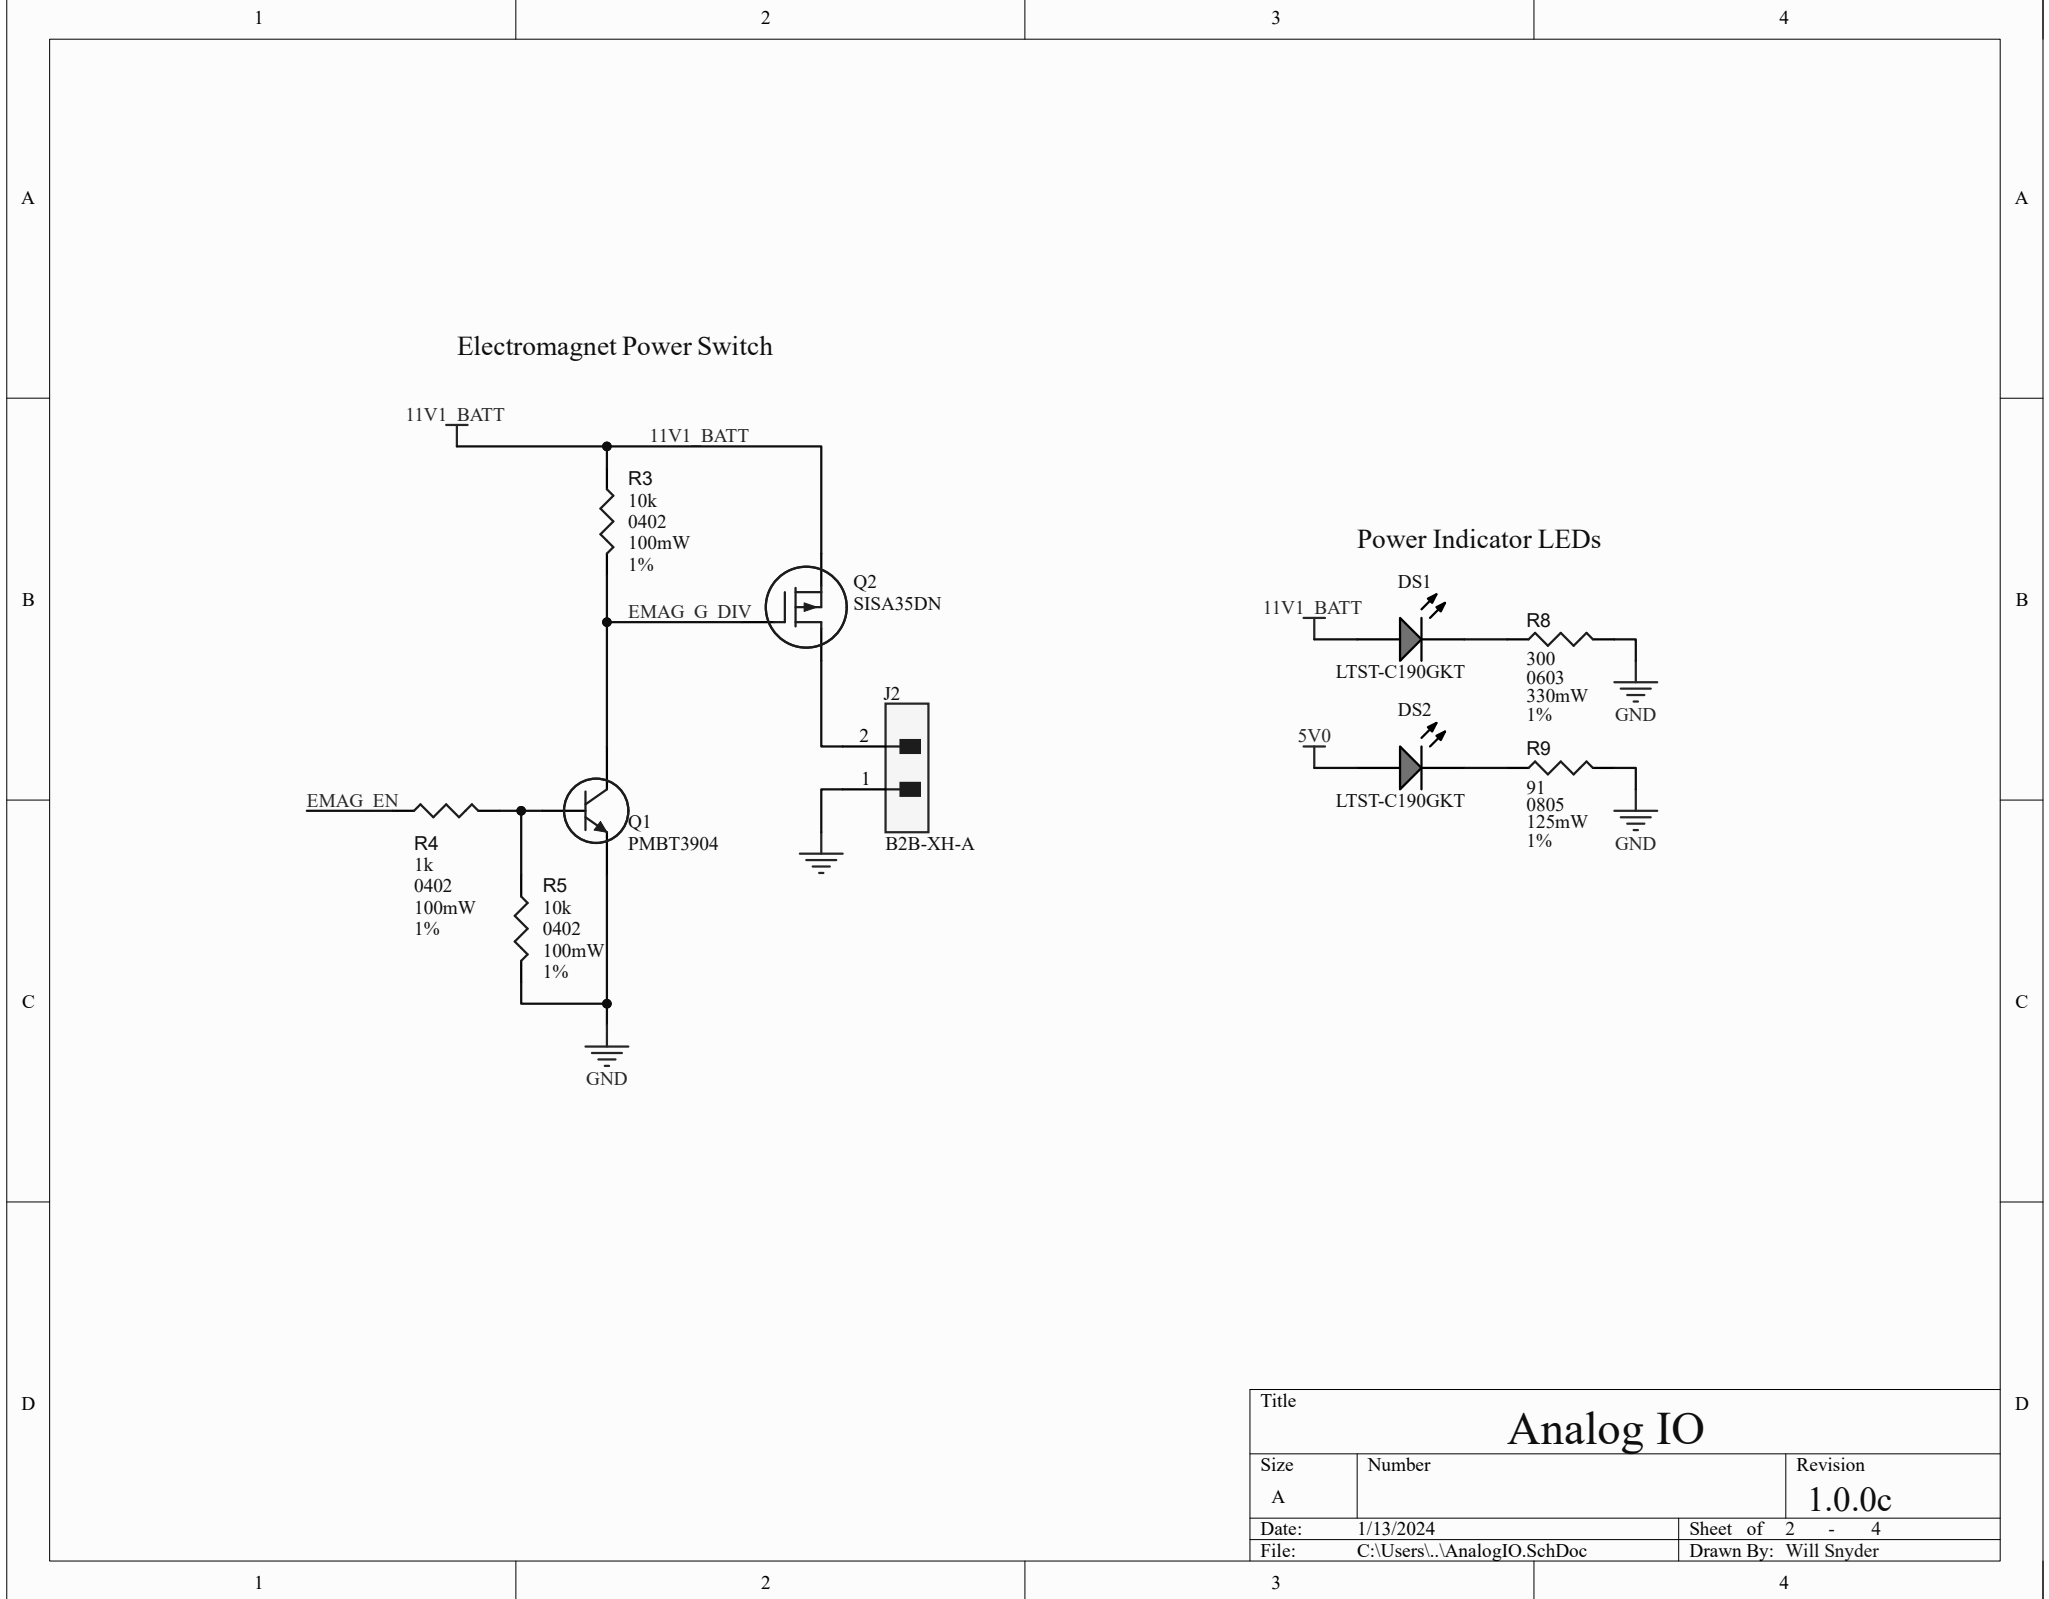 1 2 3 4
A A
Electromagnet Power Switch
11V1_BATT
11V1_BATT
R3
10k
0402
100mW
1%
EMAG_G_DIV
Q2
SISA35DN
J2
2
1
B2B-XH-A
EMAG_EN
R4
1k
0402
100mW
1%
Q1
PMBT3904
R5
10k
0402
100mW
1%
GND
B B
Power Indicator LEDs
DS1
11V1_BATT
LTST-C190GKT
R8
300
0603
330mW
1%
GND
DS2
5V0
LTST-C190GKT
R9
91
0805
125mW
1%
GND
C C
D D
Title
Analog IO
Size
A
Number
Revision
1.0.0c
Date: 1/13/2024
Sheet of 2 - 4
File: C:\Users\..\AnalogIO.SchDoc
Drawn By: Will Snyder
1 2 3 4